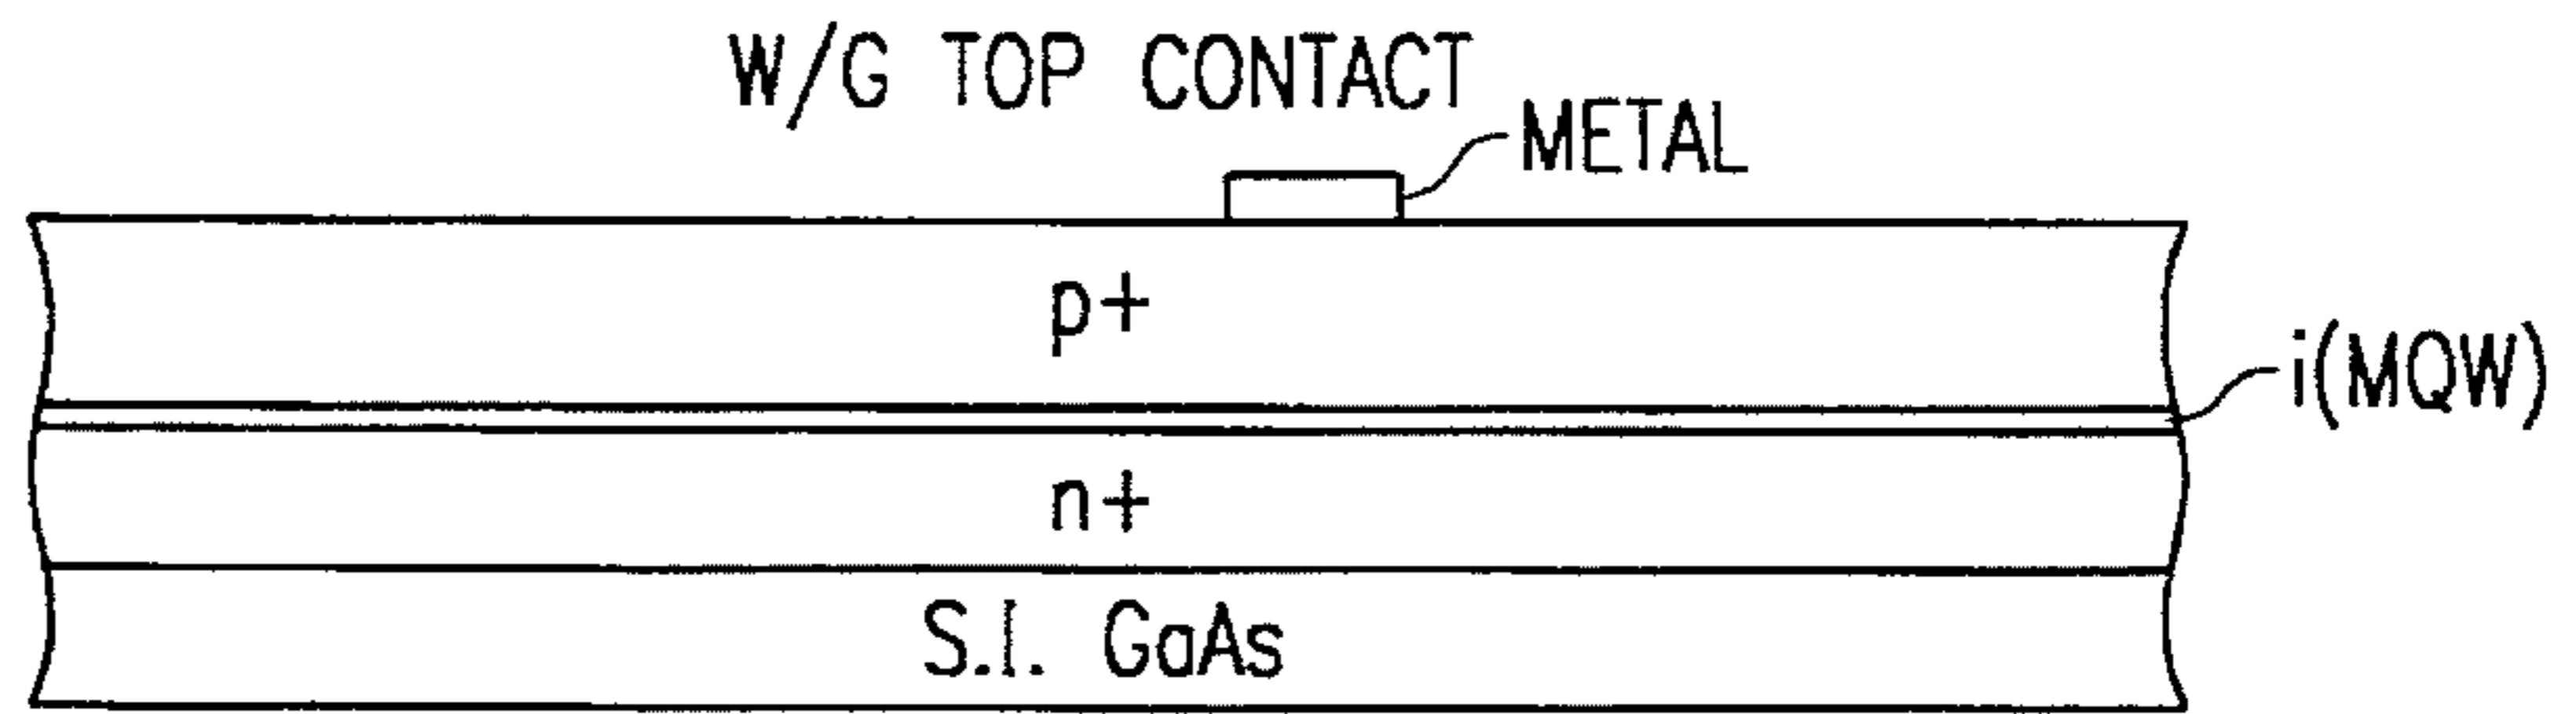 W/G TOP CONTACT
METAL
p+
i(MQW)
n+
S.I. GaAs